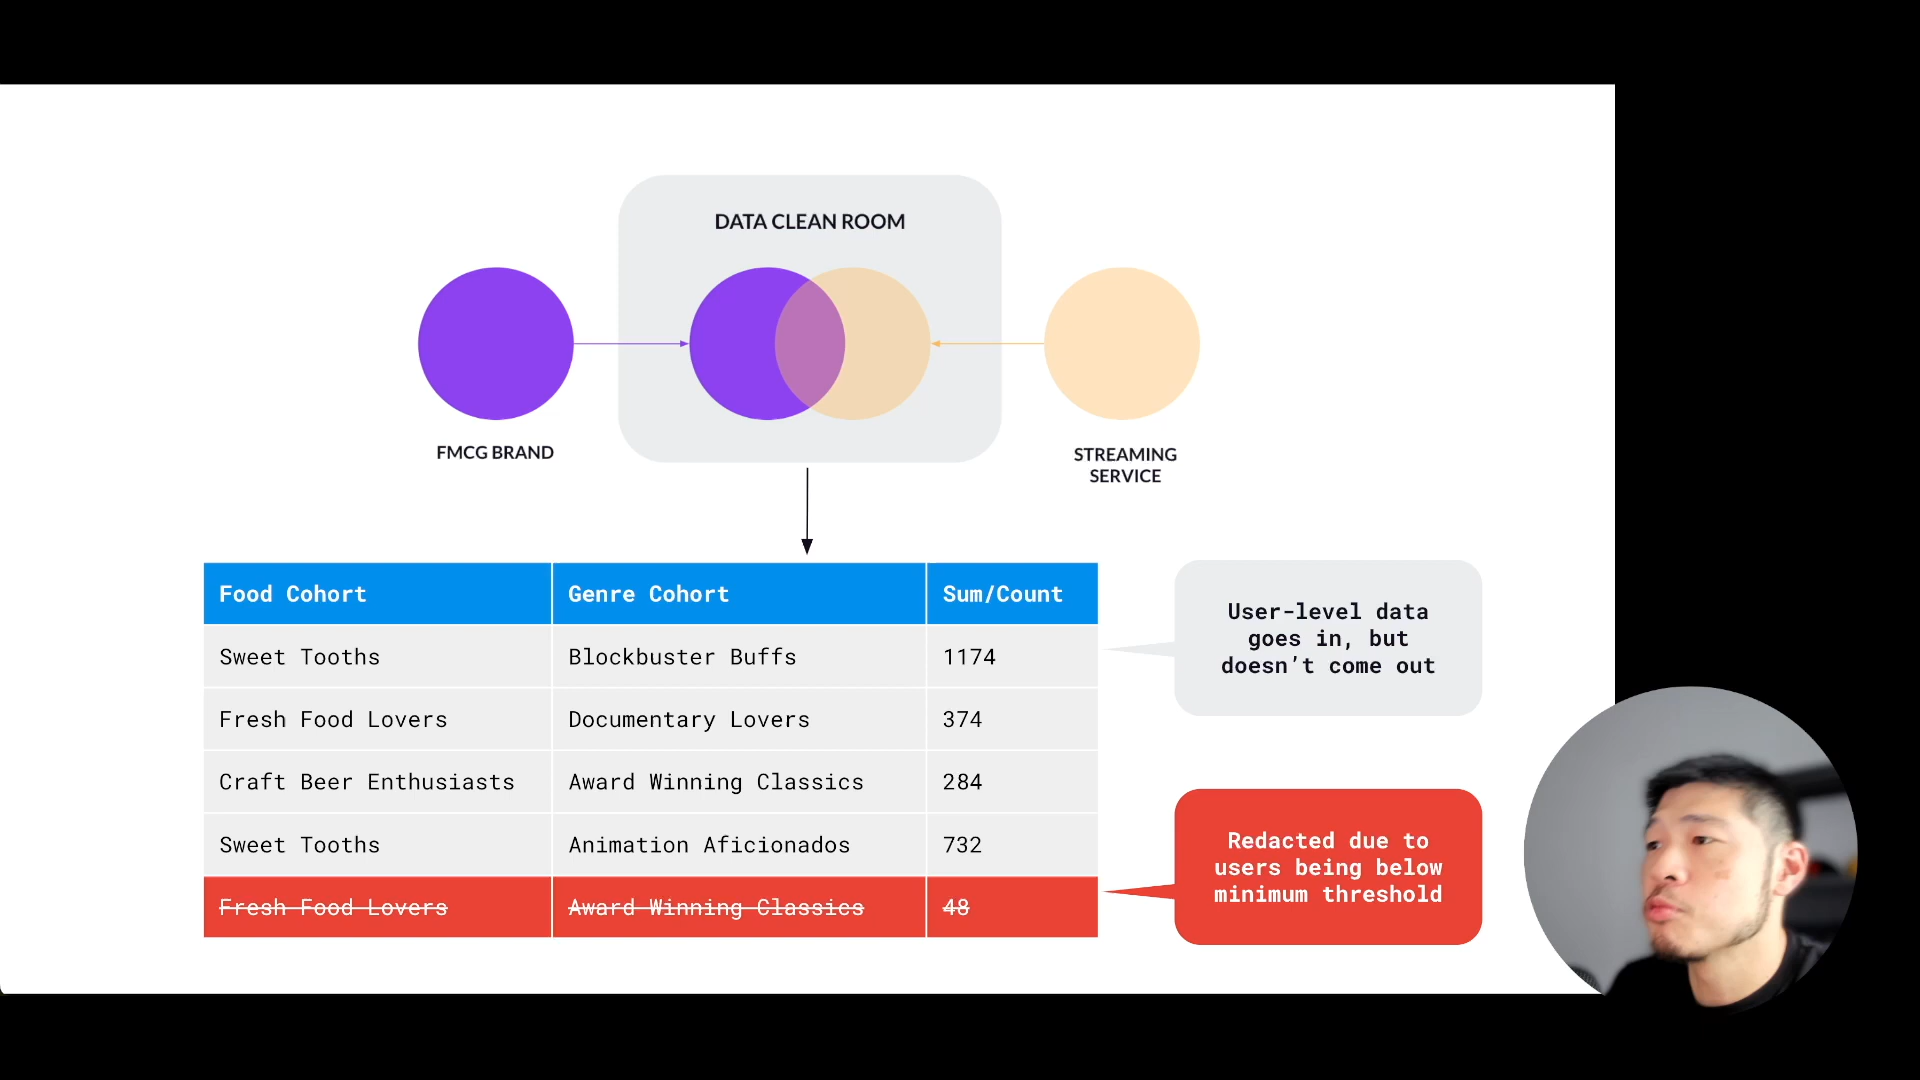 DATA CLEAN ROOM
FMCG BRAND
STREAMING
SERVICE
Food Cohort Genre Cohort Sum/Count
Sweet Tooths Blockbuster Buffs 1174
Fresh Food Lovers Documentary Lovers 374
Craft Beer Enthusiasts Award Winning Classics 284
Sweet Tooths Animation Aficionados 732
Fresh Food Lovers Award Winning Classics 48
User-level data
goes in, but
doesn’t come out
Redacted due to
users being below
minimum threshold